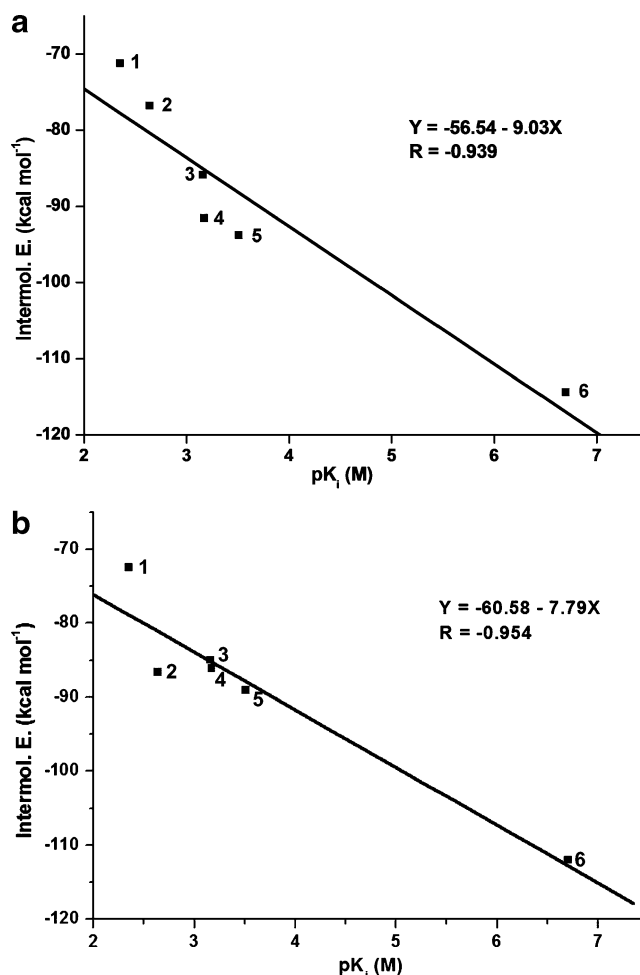 a
-70
-80
-90
-100
-110
-120
Intermol. E. (kcal mol⁻¹)
1
2
3
4
5
6
Y = -56.54 - 9.03X
R = -0.939
2 3 4 5 6 7
pKᵢ (M)
b
-70
-80
-90
-100
-110
-120
Intermol. E. (kcal mol⁻¹)
1
2
3
4
5
6
Y = -60.58 - 7.79X
R = -0.954
2 3 4 5 6 7
pKᵢ (M)